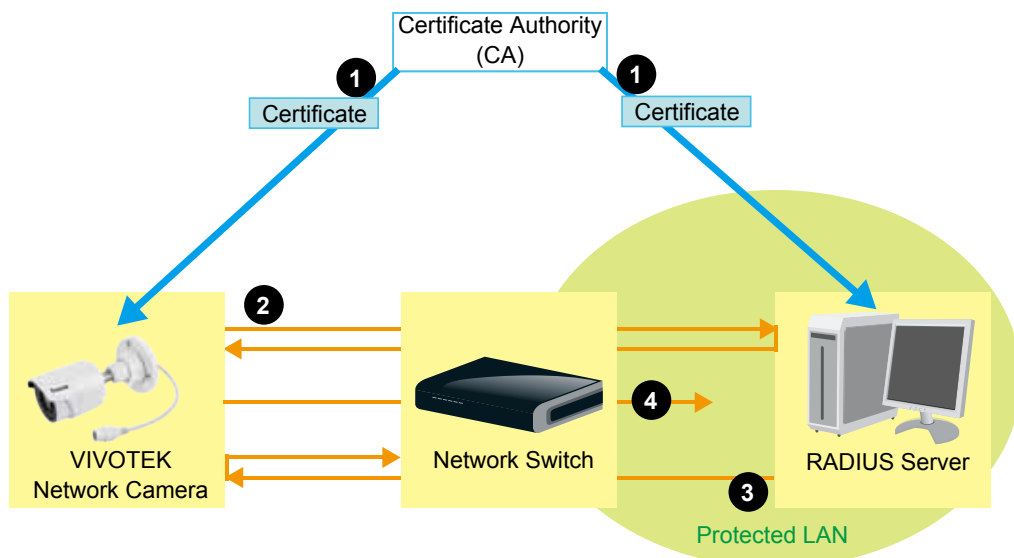 Certificate Authority
(CA)
1
1
Certificate
Certificate
2
4
VIVOTEK
Network Camera
Network Switch
RADIUS Server
3
Protected LAN